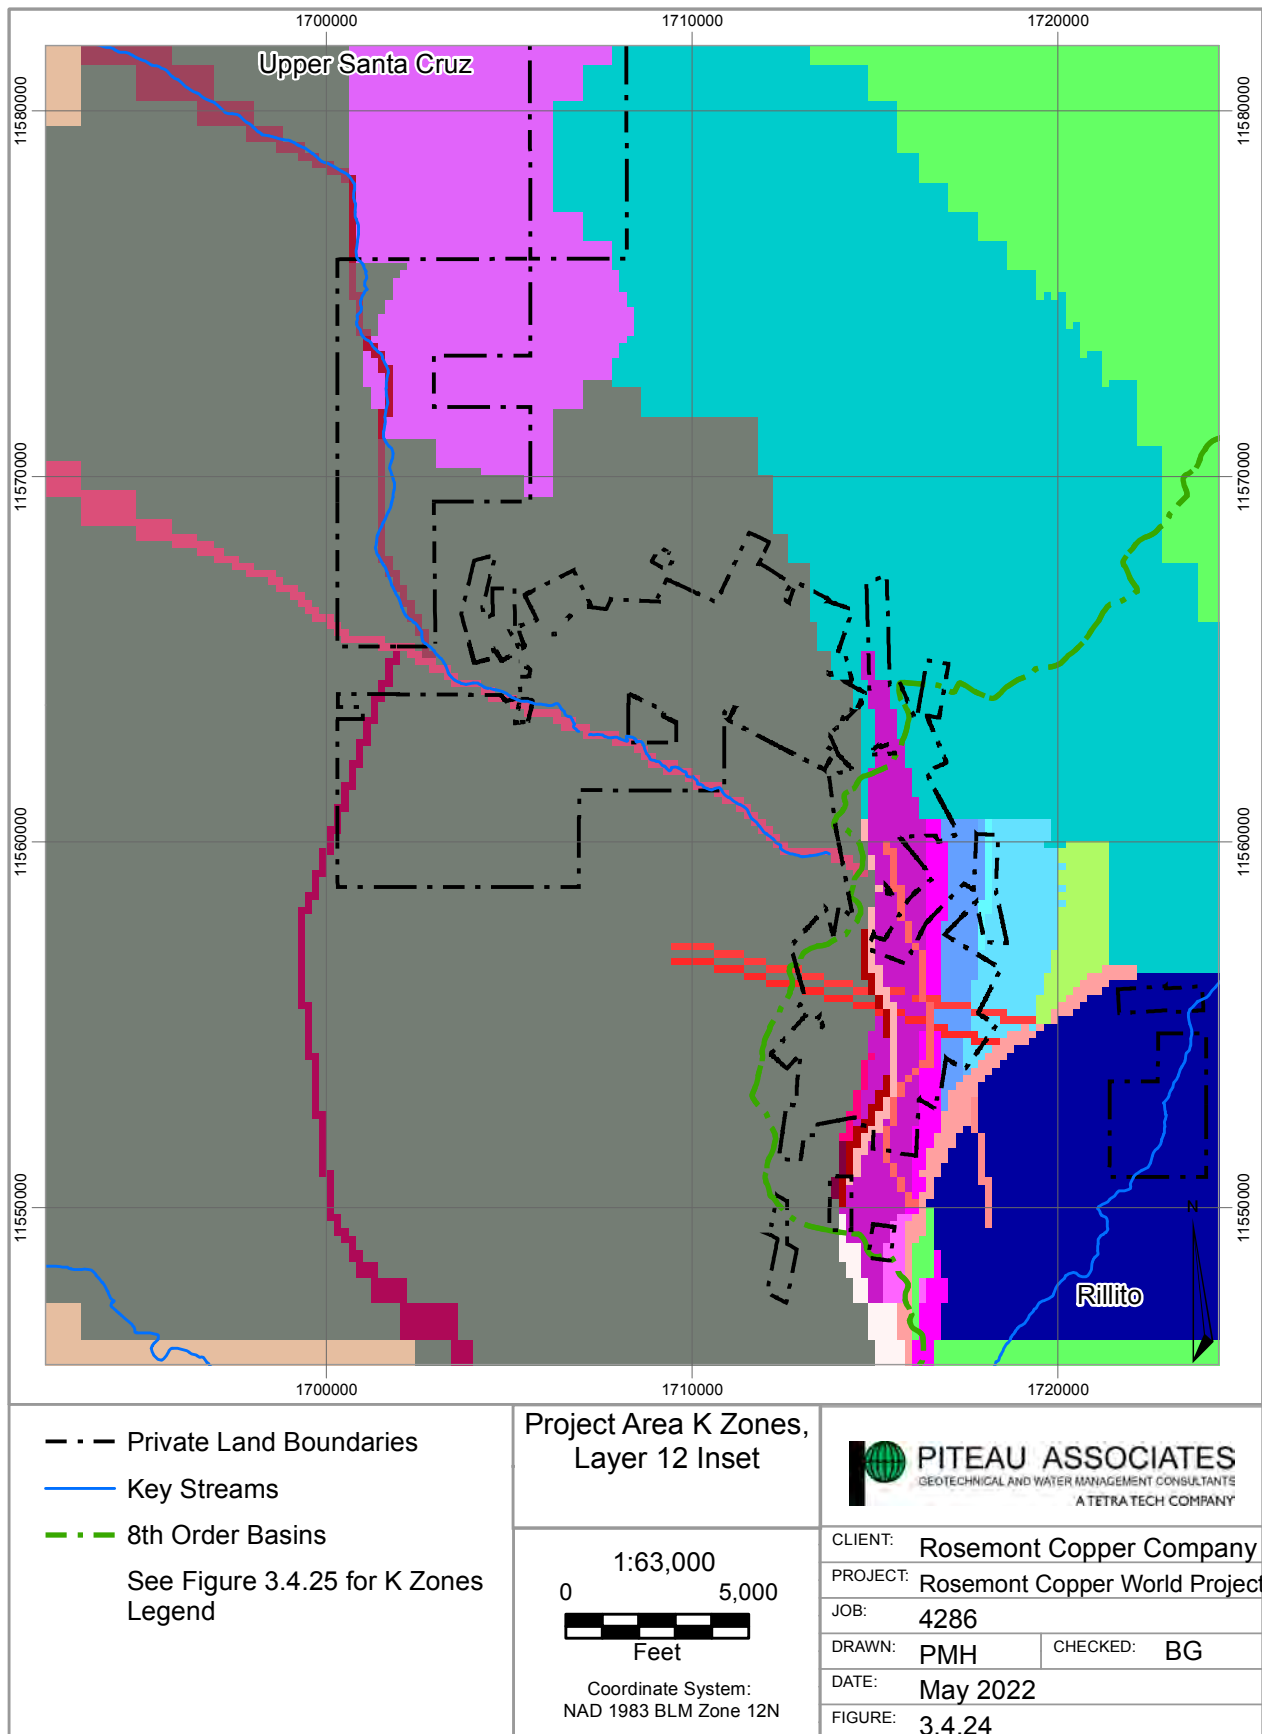 1700000 1710000 1720000
Upper Santa Cruz
11580000 11580000
11570000 11570000
11560000 11560000
11550000 11550000
N
Rillito
1700000 1710000 1720000
Private Land Boundaries
Key Streams
8th Order Basins
See Figure 3.4.25 for K Zones
Legend
Project Area K Zones,
Layer 12 Inset
1:63,000
0 5,000
Feet
Coordinate System:
NAD 1983 BLM Zone 12N
PITEAU ASSOCIATES
GEOTECHNICAL AND WATER MANAGEMENT CONSULTANTS
A TETRA TECH COMPANY
CLIENT: Rosemont Copper Company
PROJECT: Rosemont Copper World Project
JOB: 4286
DRAWN: PMH CHECKED: BG
DATE: May 2022
FIGURE: 3.4.24